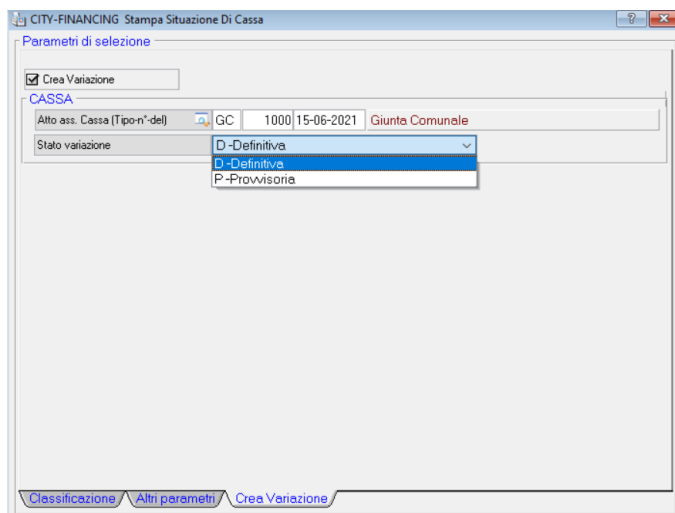 CITY-FINANCING Stampa Situazione Di Cassa
Parametri di selezione
Crea Variazione
CASSA
Atto ass. Cassa (Tipo-n°-del) GC 1000 15-06-2021 Giunta Comunale
Stato variazione D -Definitiva
D -Definitiva
P -Provvisoria
Classificazione Altri parametri Crea Variazione